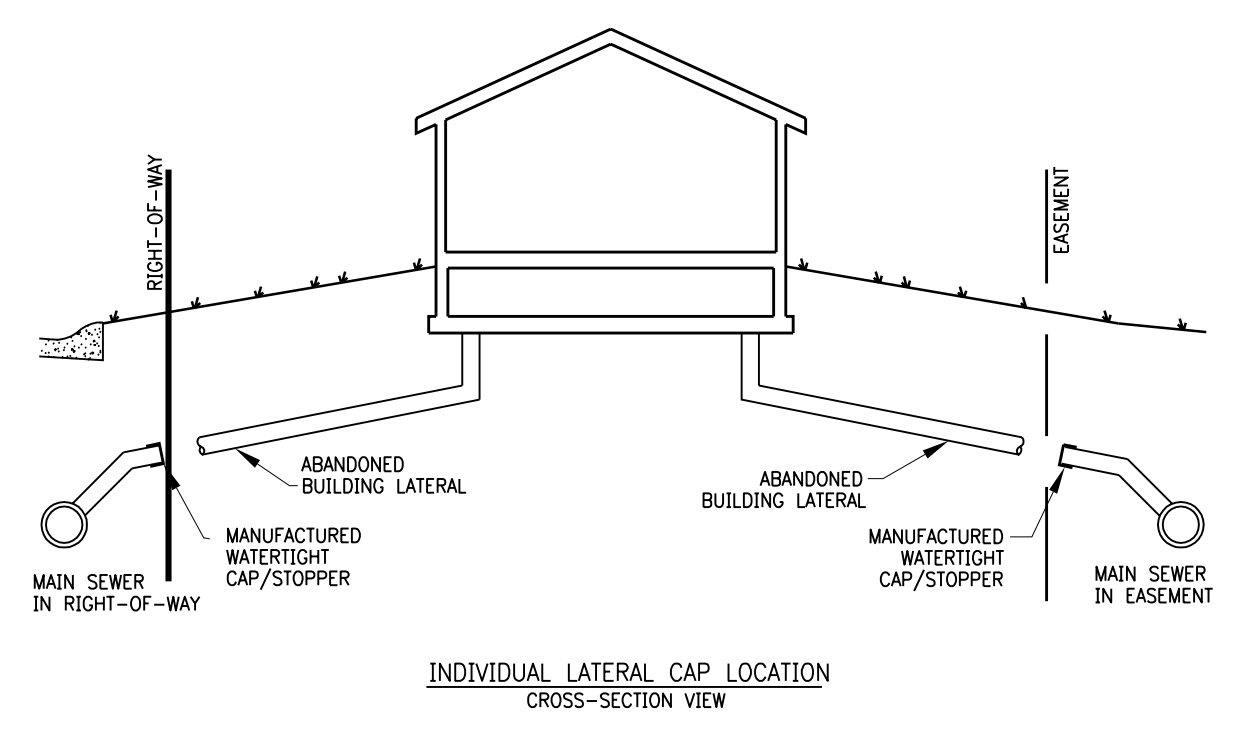 RIGHT-OF-WAY
EASEMENT
ABANDONED
BUILDING LATERAL
ABANDONED
BUILDING LATERAL
MANUFACTURED
WATERTIGHT
CAP/STOPPER
MANUFACTURED
WATERTIGHT
CAP/STOPPER
MAIN SEWER
IN RIGHT-OF-WAY
MAIN SEWER
IN EASEMENT
INDIVIDUAL LATERAL CAP LOCATION
CROSS-SECTION VIEW